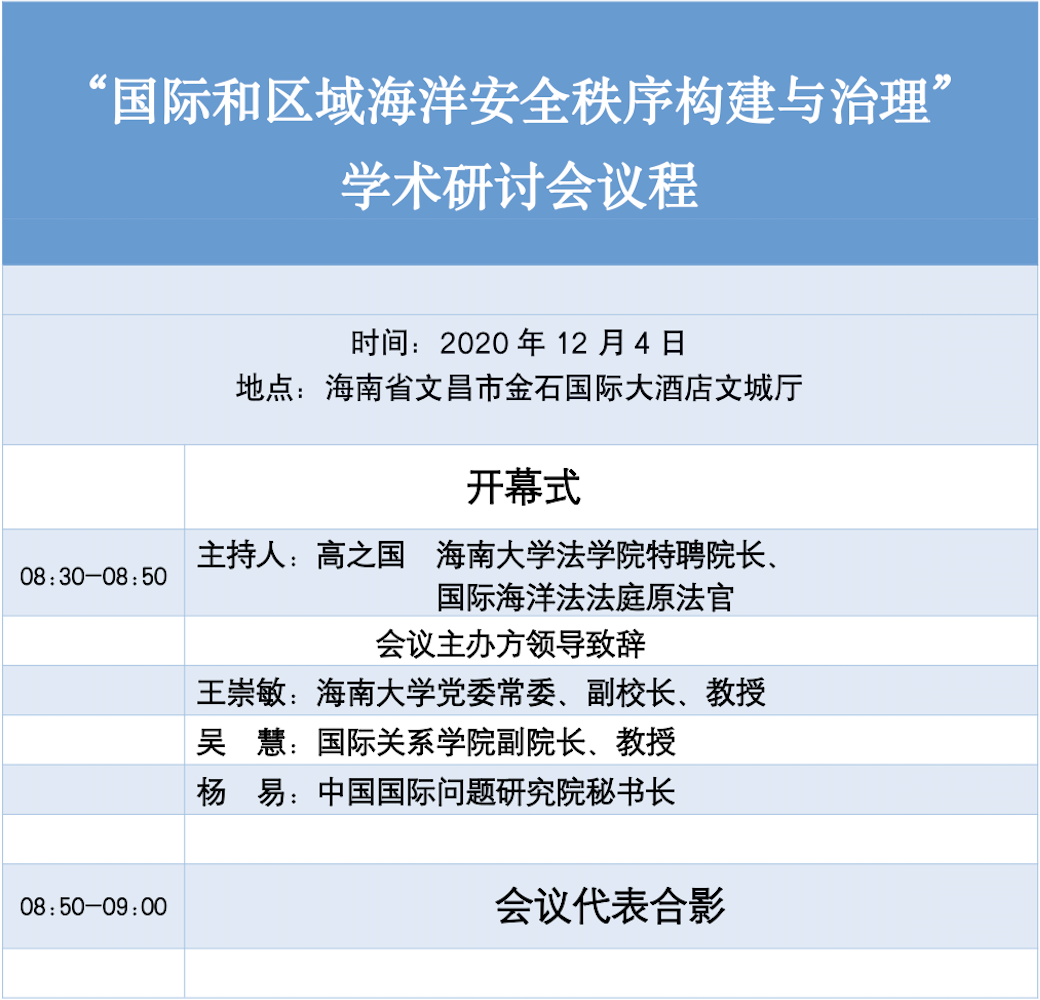 “国际和区域海洋安全秩序构建与治理”
学术研讨会议程
时间：2020 年 12 月 4 日
地点：海南省文昌市金石国际大酒店文城厅
开幕式
08:30—08:50
主持人：高之国　海南大学法学院特聘院长、
国际海洋法法庭原法官
会议主办方领导致辞
王崇敏：海南大学党委常委、副校长、教授
吴　慧：国际关系学院副院长、教授
杨　易：中国国际问题研究院秘书长
08:50—09:00
会议代表合影